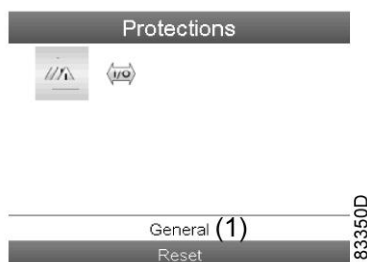 Protections
I/O
General (1)
Reset
83350D